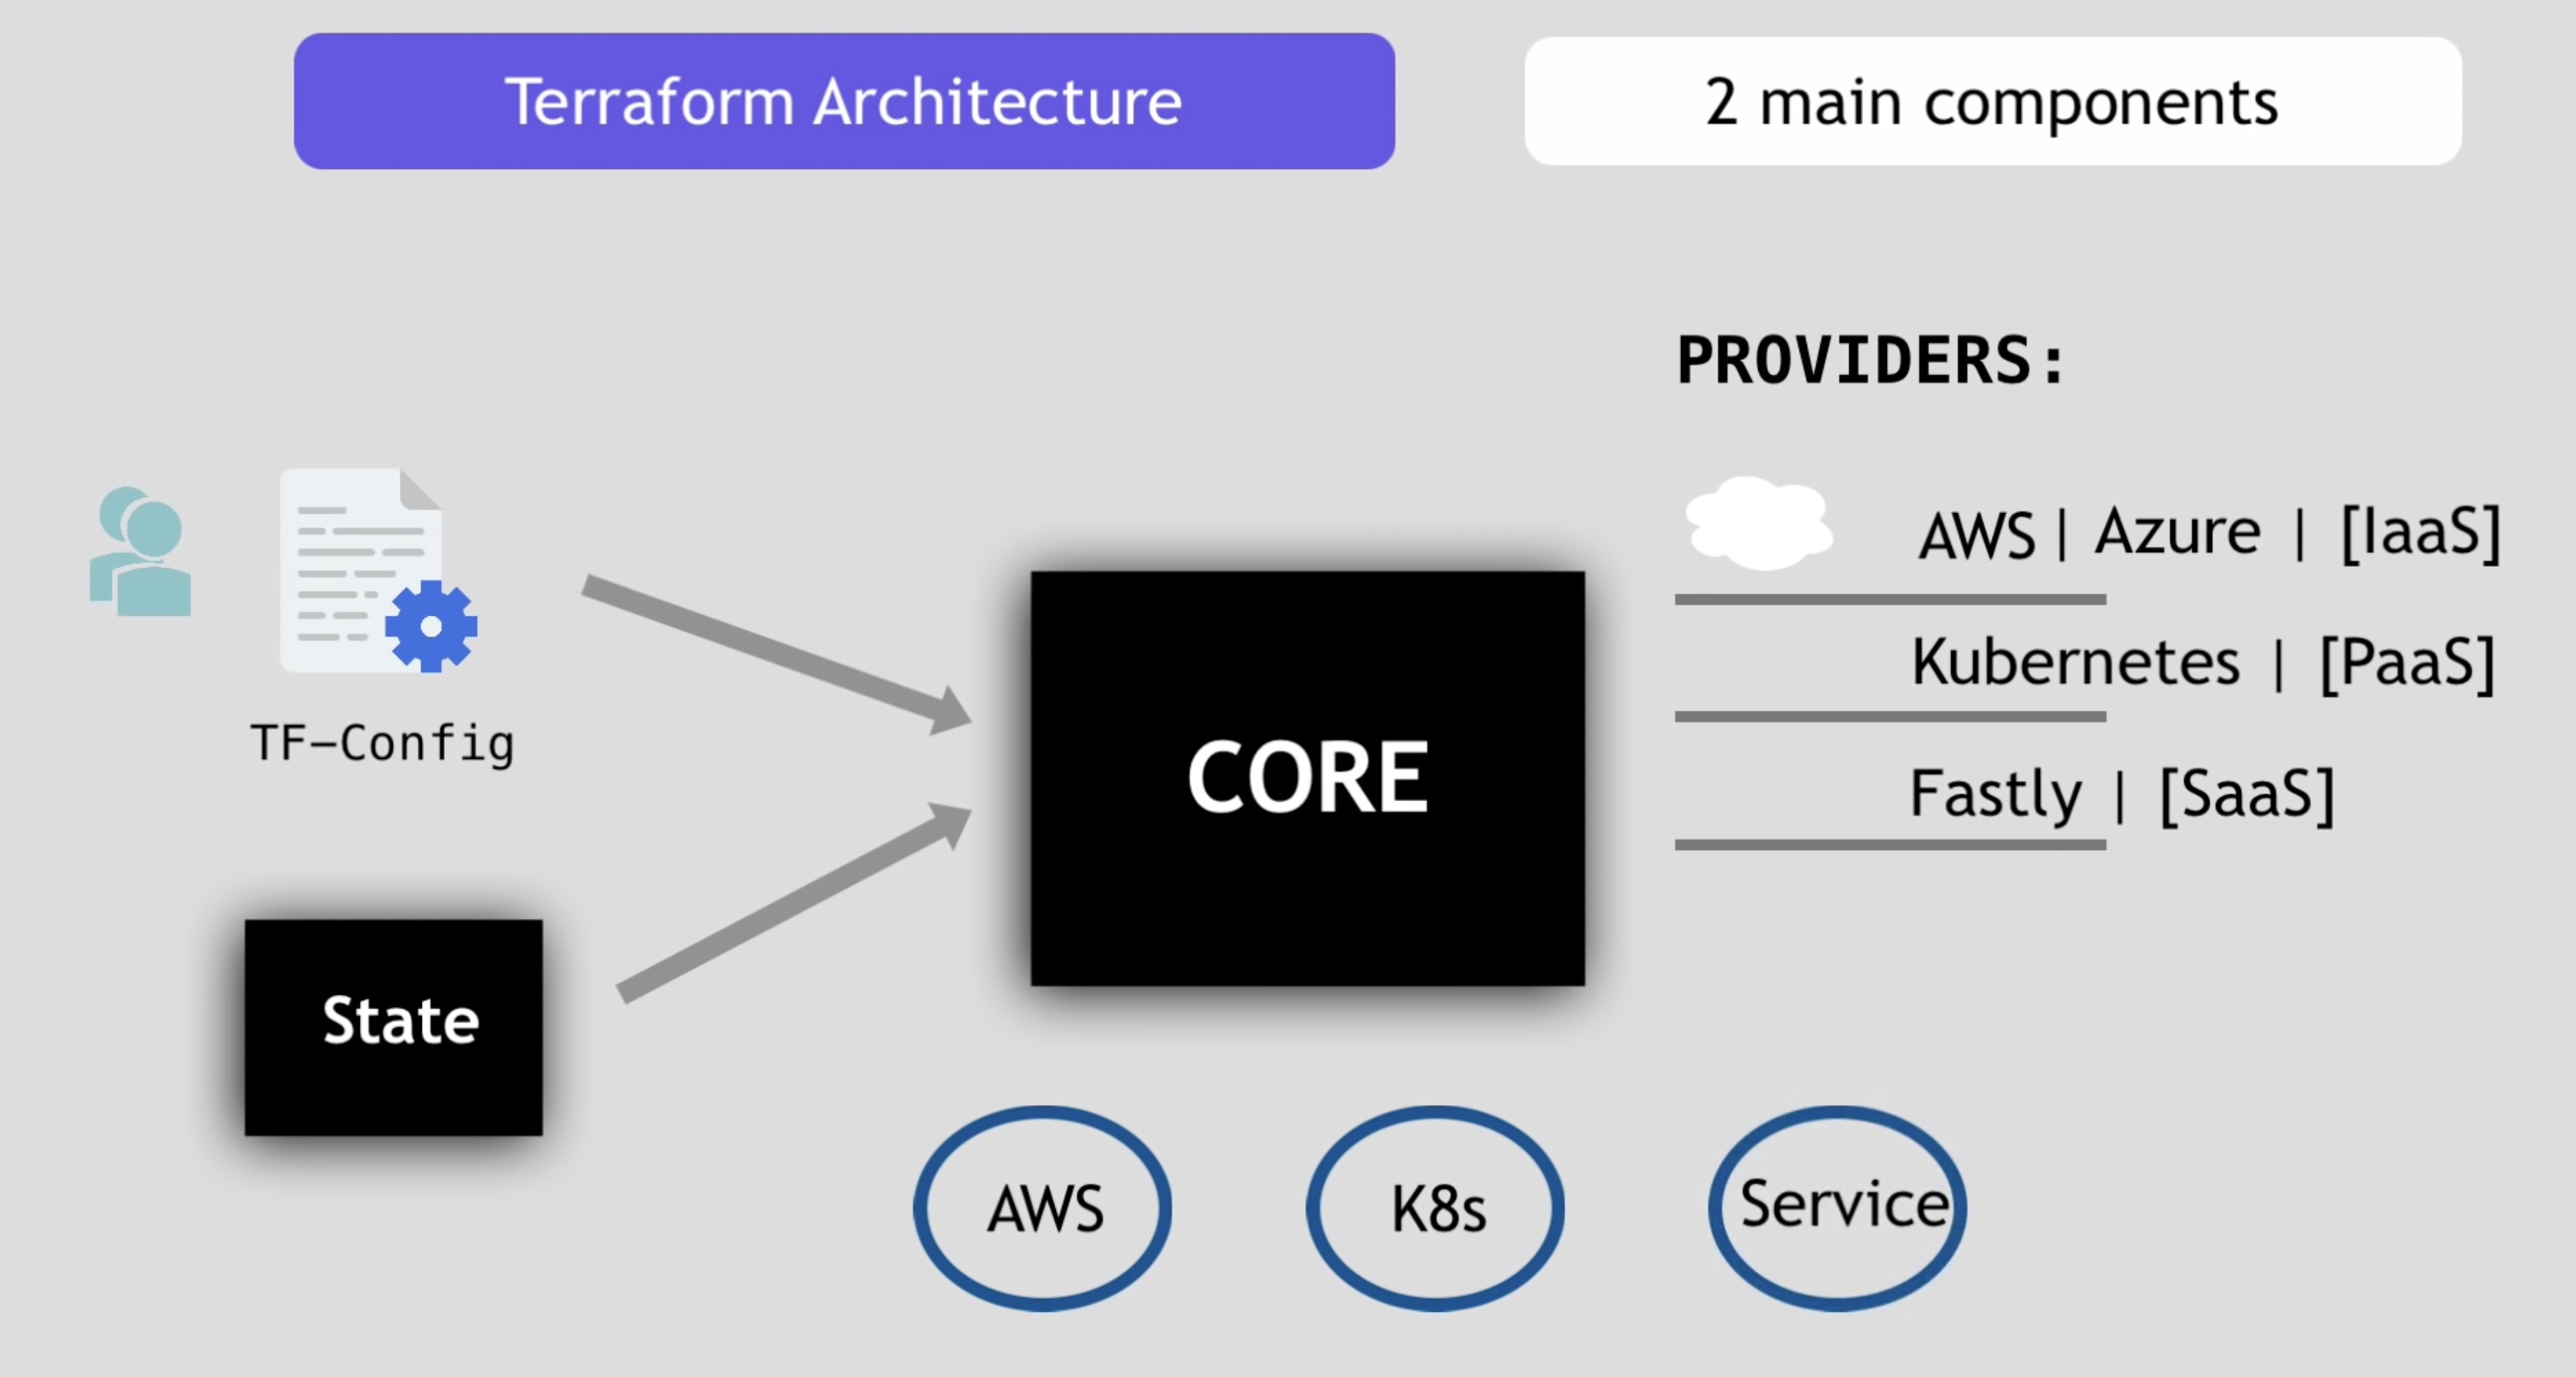 Terraform Architecture
2 main components
PROVIDERS:
AWS | Azure | [IaaS]
Kubernetes | [PaaS]
Fastly | [SaaS]
TF-Config
CORE
State
AWS
K8s
Service